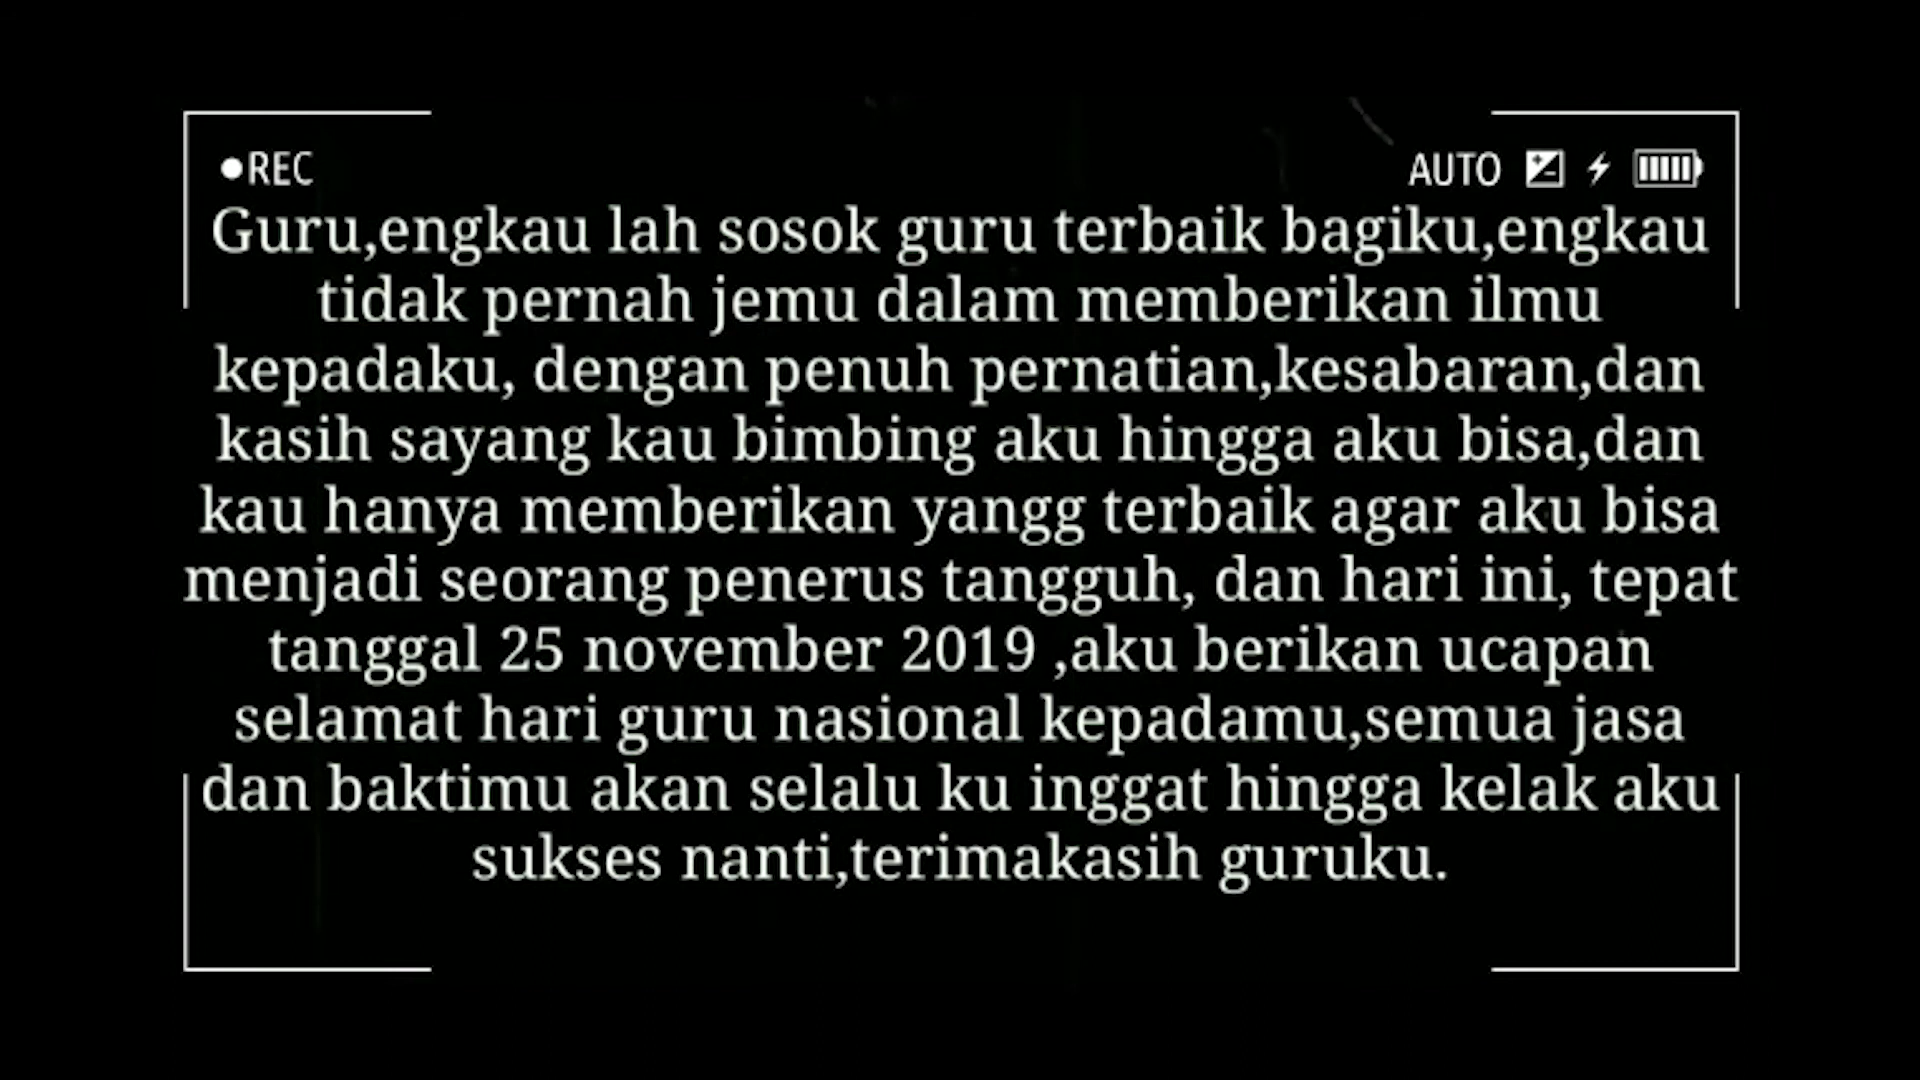 ●REC
AUTO
Guru,engkau lah sosok guru terbaik bagiku,engkau
tidak pernah jemu dalam memberikan ilmu
kepadaku, dengan penuh pernatian,kesabaran,dan
kasih sayang kau bimbing aku hingga aku bisa,dan
kau hanya memberikan yangg terbaik agar aku bisa
menjadi seorang penerus tangguh, dan hari ini, tepat
tanggal 25 november 2019 ,aku berikan ucapan
selamat hari guru nasional kepadamu,semua jasa
dan baktimu akan selalu ku inggat hingga kelak aku
sukses nanti,terimakasih guruku.